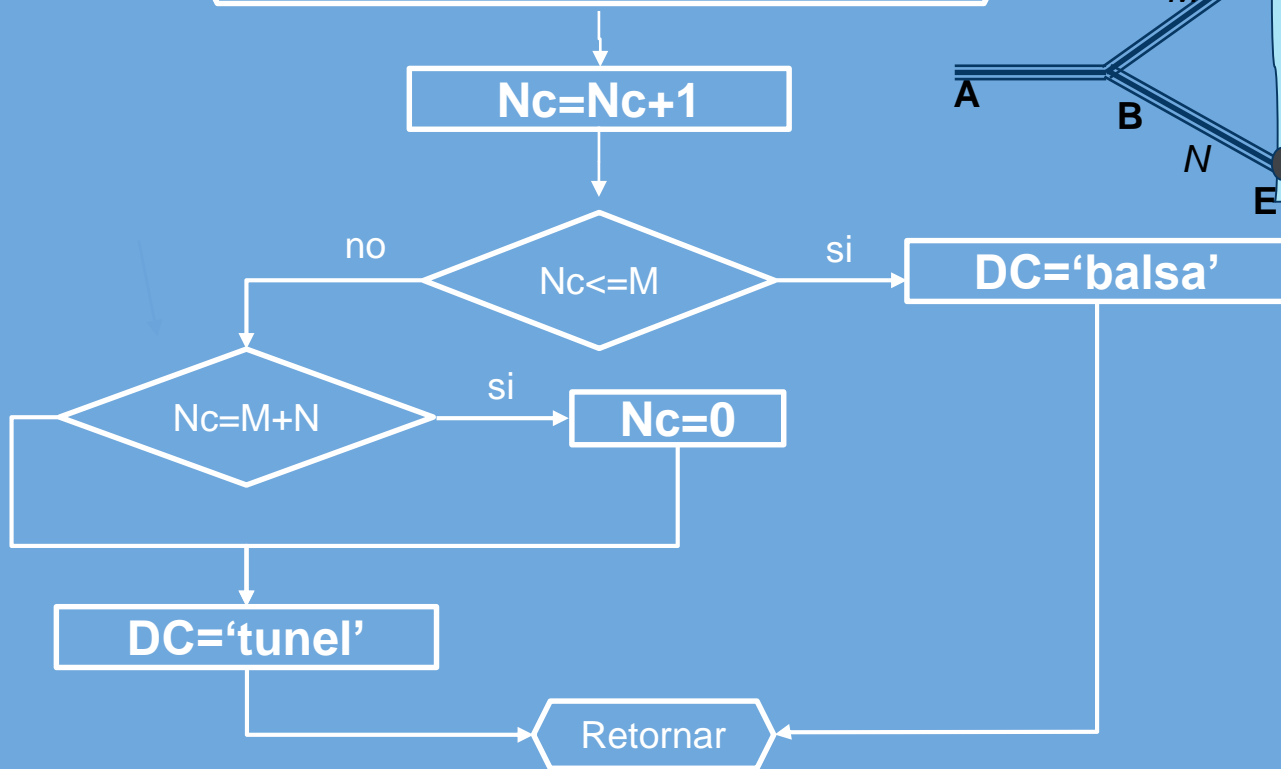 Nc=Nc+1
A
B
N
E
no
Nc<=M
si
DC=‘balsa’
Nc=M+N
si
Nc=0
DC=‘tunel’
Retornar